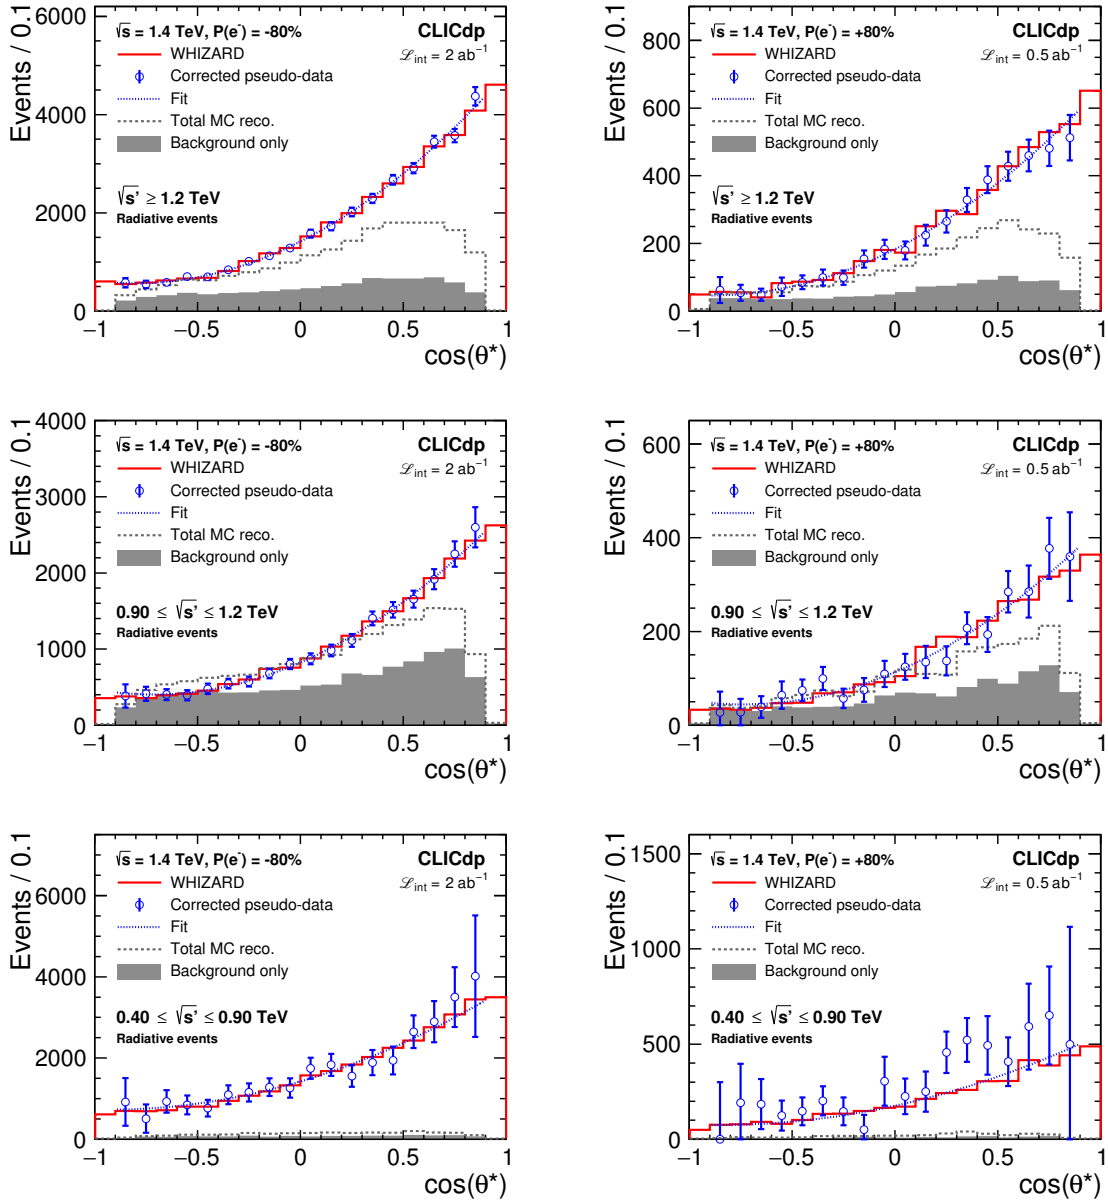 Events / 0.1
6000
4000
2000
0
√s = 1.4 TeV, P(e⁻) = -80%
CLICdp
WHIZARD
ℒint = 2 ab⁻¹
Corrected pseudo-data
Fit
Total MC reco.
Background only
√s' ≥ 1.2 TeV
Radiative events
−1 −0.5 0 0.5 1
cos(θ*)
Events / 0.1
800
600
400
200
0
√s = 1.4 TeV, P(e⁻) = +80%
CLICdp
WHIZARD
ℒint = 0.5 ab⁻¹
Corrected pseudo-data
Fit
Total MC reco.
Background only
√s' ≥ 1.2 TeV
Radiative events
−1 −0.5 0 0.5 1
cos(θ*)
Events / 0.1
4000
3000
2000
1000
0
√s = 1.4 TeV, P(e⁻) = -80%
CLICdp
WHIZARD
ℒint = 2 ab⁻¹
Corrected pseudo-data
Fit
Total MC reco.
Background only
0.90 ≤ √s' ≤ 1.2 TeV
Radiative events
−1 −0.5 0 0.5 1
cos(θ*)
Events / 0.1
600
400
200
0
√s = 1.4 TeV, P(e⁻) = +80%
CLICdp
WHIZARD
ℒint = 0.5 ab⁻¹
Corrected pseudo-data
Fit
Total MC reco.
Background only
0.90 ≤ √s' ≤ 1.2 TeV
Radiative events
−1 −0.5 0 0.5 1
cos(θ*)
Events / 0.1
6000
4000
2000
0
√s = 1.4 TeV, P(e⁻) = -80%
CLICdp
WHIZARD
ℒint = 2 ab⁻¹
Corrected pseudo-data
Fit
Total MC reco.
Background only
0.40 ≤ √s' ≤ 0.90 TeV
Radiative events
−1 −0.5 0 0.5 1
cos(θ*)
Events / 0.1
1500
1000
500
0
√s = 1.4 TeV, P(e⁻) = +80%
CLICdp
WHIZARD
ℒint = 0.5 ab⁻¹
Corrected pseudo-data
Fit
Total MC reco.
Background only
0.40 ≤ √s' ≤ 0.90 TeV
Radiative events
−1 −0.5 0 0.5 1
cos(θ*)